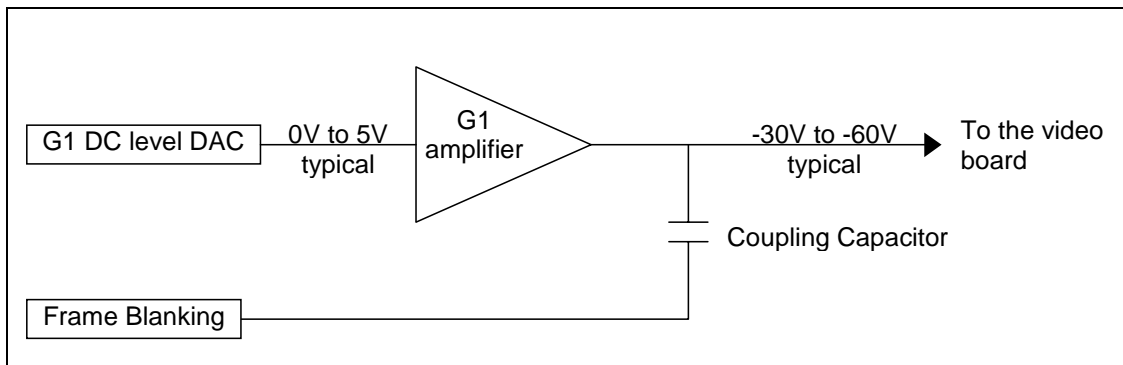 G1 DC level DAC
0V to 5V
typical
G1
amplifier
-30V to -60V
typical
To the video
board
Coupling Capacitor
Frame Blanking